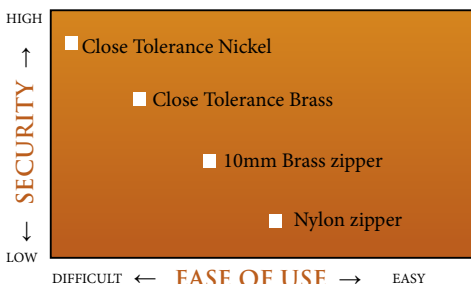 HIGH
Close Tolerance Nickel
Close Tolerance Brass
10mm Brass zipper
Nylon zipper
↑
SECURITY
↓
LOW
DIFFICULT ← EASE OF USE → EASY